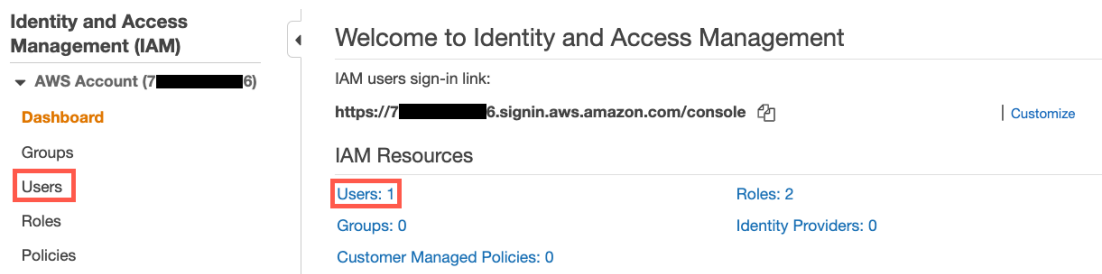 Identity and Access
Management (IAM)
AWS Account (7 6)
Dashboard
Groups
Users
Roles
Policies
Welcome to Identity and Access Management
IAM users sign-in link:
https://7 6.signin.aws.amazon.com/console
| Customize
IAM Resources
Users: 1
Roles: 2
Groups: 0
Identity Providers: 0
Customer Managed Policies: 0